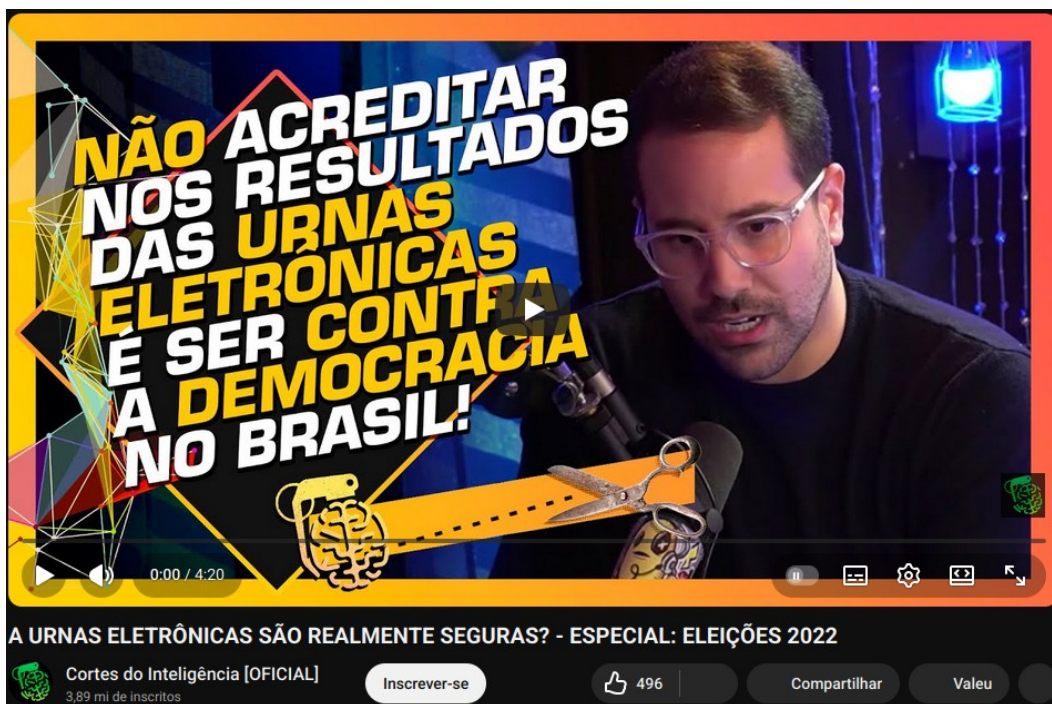 NÃO ACREDITAR
NOS RESULTADOS
DAS URNAS
ELETRÔNICAS
É SER CONTRA
A DEMOCRACIA
NO BRASIL!
0:00 / 4:20
A URNAS ELETRÔNICAS SÃO REALMENTE SEGURAS? - ESPECIAL: ELEIÇÕES 2022
Cortes do Inteligência [OFICIAL]
3,89 mi de inscritos
Inscrever-se
496
Compartilhar
Valeu